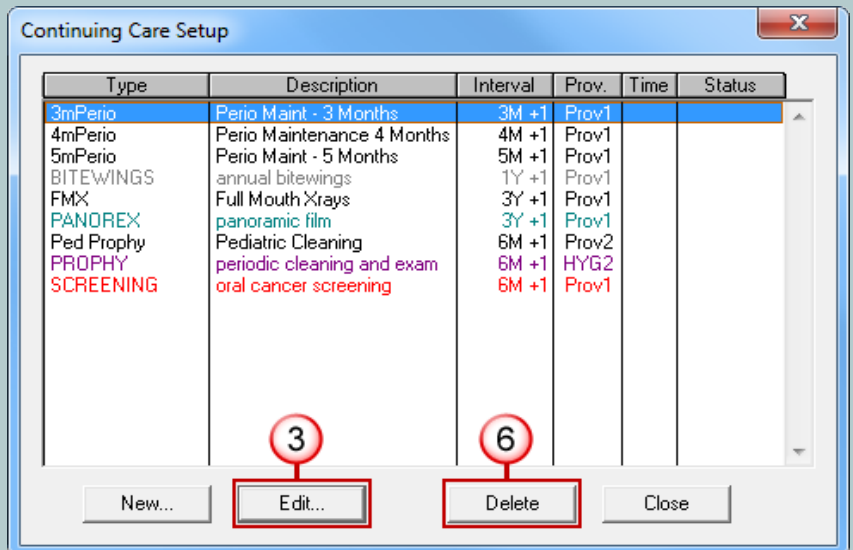 Continuing Care Setup
x
Type Description Interval Prov. Time Status
3mPerio Perio Maint - 3 Months 3M +1 Prov1
4mPerio Perio Maintenance 4 Months 4M +1 Prov1
5mPerio Perio Maint - 5 Months 5M +1 Prov1
BITEWINGS annual bitewings 1Y +1 Prov1
FMX Full Mouth Xrays 3Y +1 Prov1
PANOREX panoramic film 3Y +1 Prov1
Ped Prophy Pediatric Cleaning 6M +1 Prov2
PROPHY periodic cleaning and exam 6M +1 HYG2
SCREENING oral cancer screening 6M +1 Prov1
3 6
New... Edit... Delete Close